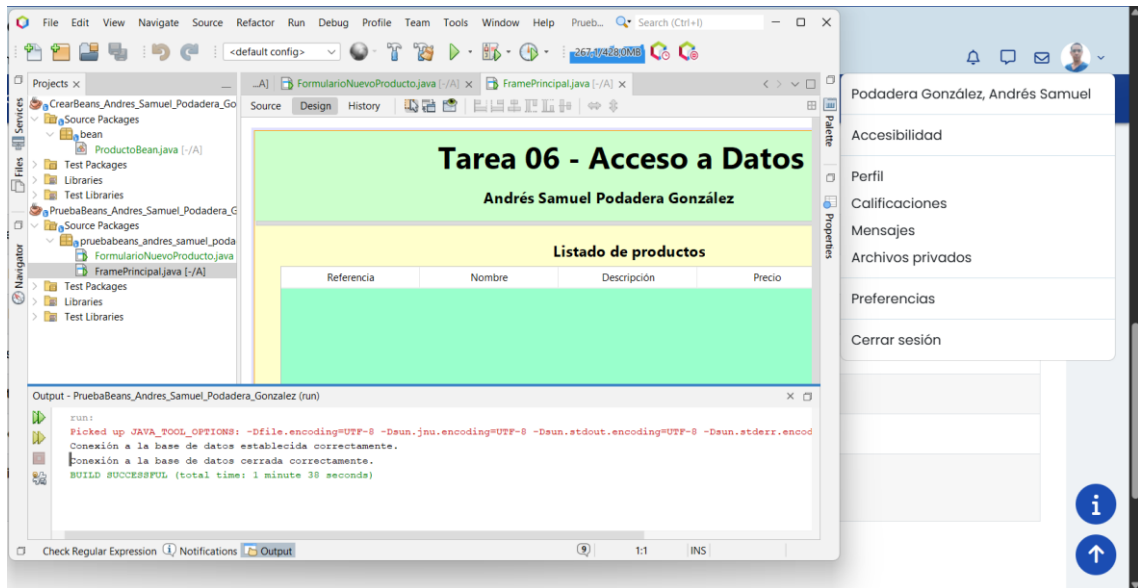 File Edit View Navigate Source Refactor Run Debug Profile Team Tools Window Help Prueb... Search (Ctrl+I)
<default config> 267,1/428,0MB
Projects
CrearBeans_Andres_Samuel_Podadera_Go
Source Packages
bean
ProductoBean.java [-/A]
Test Packages
Libraries
Test Libraries
PruebaBeans_Andres_Samuel_Podadera_G
Source Packages
pruebabeans_andres_samuel_poda
FormularioNuevoProducto.java
FramePrincipal.java [-/A]
Test Packages
Libraries
Test Libraries
Services
Files
Navigator
...A] FormularioNuevoProducto.java [-/A] FramePrincipal.java [-/A]
Source Design History
Tarea 06 - Acceso a Datos
Andrés Samuel Podadera González
Listado de productos
Referencia Nombre Descripción Precio
Palette
Properties
Output - PruebaBeans_Andres_Samuel_Podadera_Gonzalez (run)
run:
Picked up JAVA_TOOL_OPTIONS: -Dfile.encoding=UTF-8 -Dsun.jnu.encoding=UTF-8 -Dsun.stdout.encoding=UTF-8 -Dsun.stderr.encod
Conexión a la base de datos establecida correctamente.
Conexión a la base de datos cerrada correctamente.
BUILD SUCCESSFUL (total time: 1 minute 38 seconds)
Check Regular Expression Notifications Output 9 1:1 INS
Podadera González, Andrés Samuel
Accesibilidad
Perfil
Calificaciones
Mensajes
Archivos privados
Preferencias
Cerrar sesión